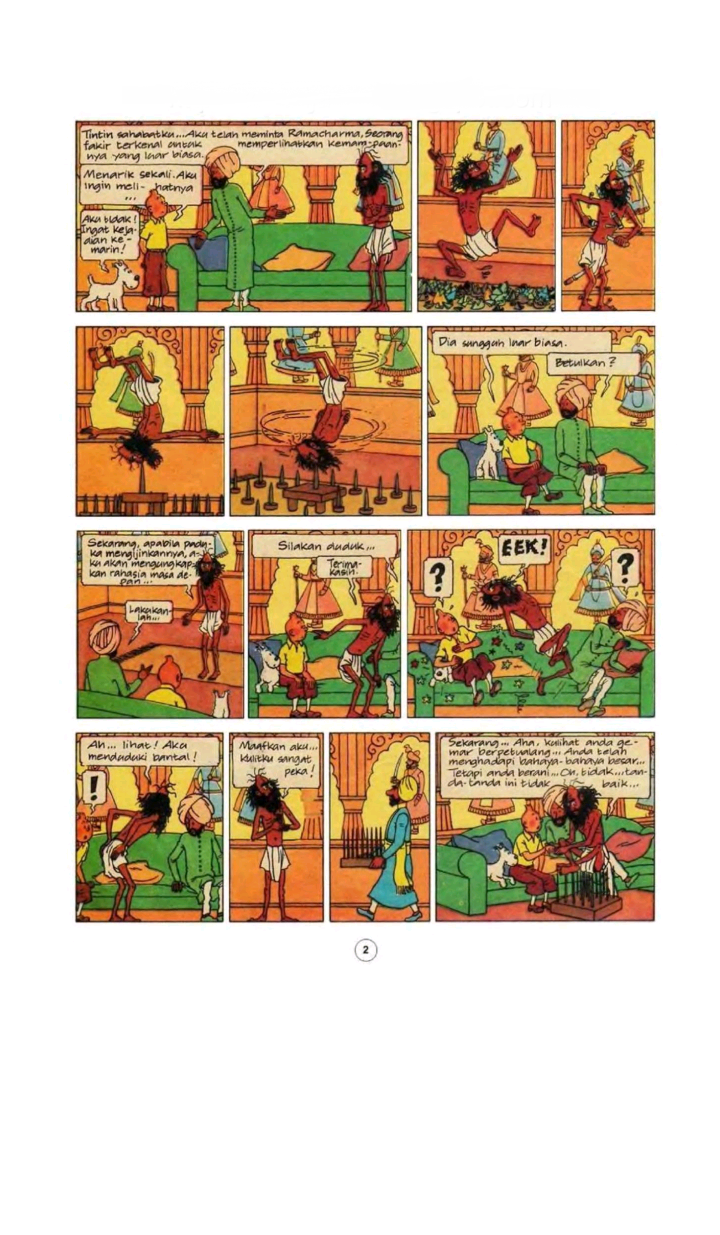 Tintin sahabatku...Aku telah meminta Ramacharma, Seorang
fakir terkenal untuk memperlihatkan kemampuan-
nya yang luar biasa.
Menarik sekali. Aku
ingin meli- hatnya
...
Aku tidak!
Ingat keja-
dian ke-
marin!
Dia sungguh luar biasa.
Betulkan?
Sekarang, apabila padu-
ka mengijinkannya, a-
ku akan mengungkap-
kan rahasia masa de-
pan...
Lakukan-
lah...
Silakan duduk...
Terima-
kasih.
?
EEK!
?
Ah... lihat! Aku
menduduki bantal!
!
Maafkan aku...
kulitku sangat
peka!
Sekarang... Aha, kulihat anda ge-
mar berpetualang... Anda telah
menghadapi bahaya-bahaya besar...
Tetapi anda berani... Oh, tidak...tan-
da-tanda ini tidak baik...
2